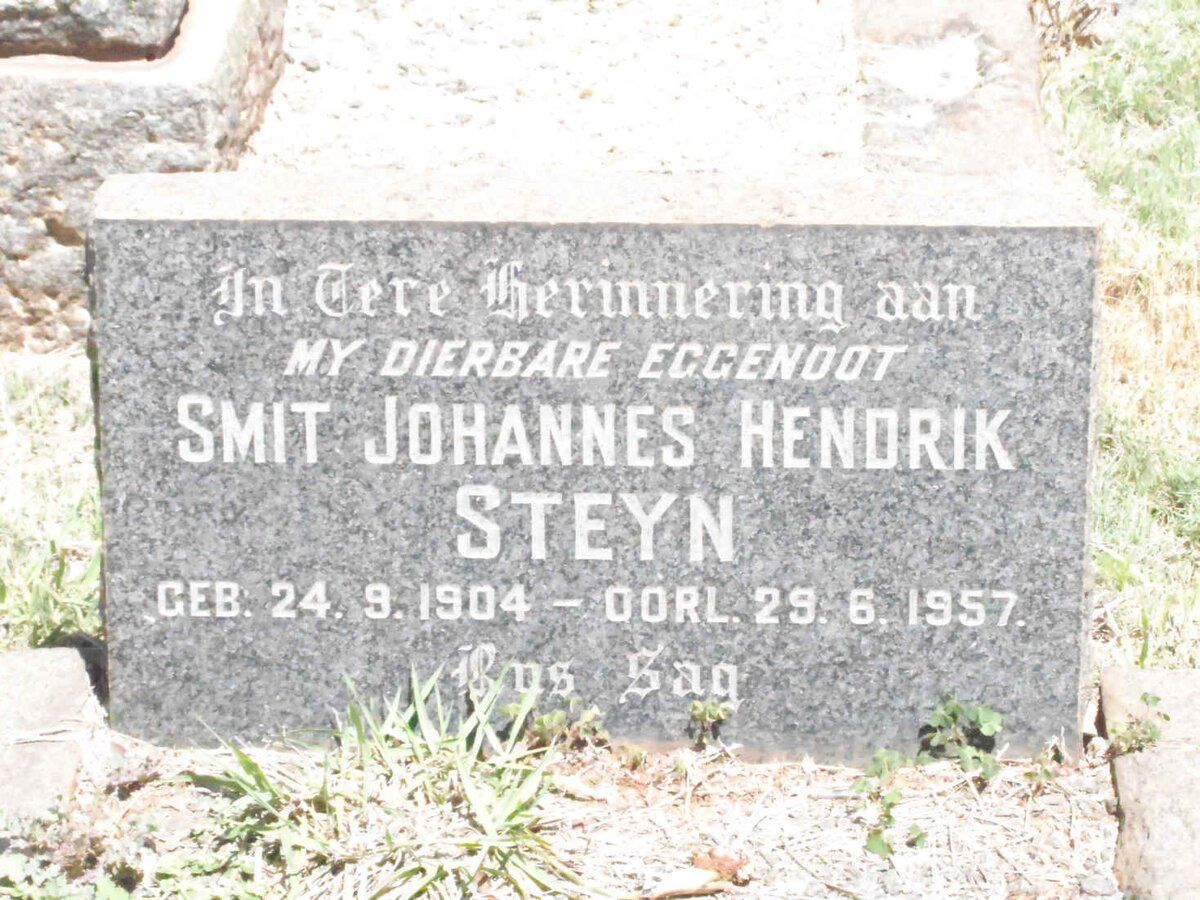 In Tere Herinnering aan
MY DIERBARE EGGENOOT
SMIT JOHANNES HENDRIK
STEYN
GEB. 24. 9. 1904 – OORL. 29. 6. 1957.
Rus Sag